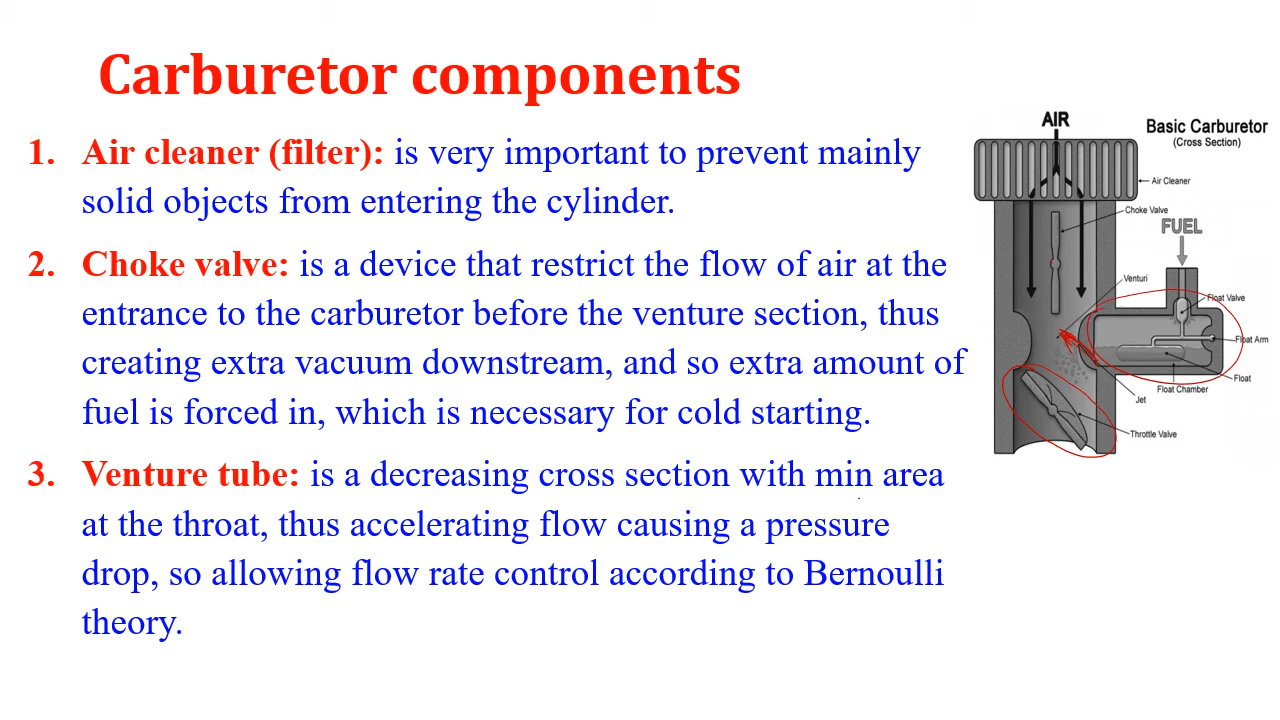 Carburetor components
1. Air cleaner (filter): is very important to prevent mainly
solid objects from entering the cylinder.
2. Choke valve: is a device that restrict the flow of air at the
entrance to the carburetor before the venture section, thus
creating extra vacuum downstream, and so extra amount of
fuel is forced in, which is necessary for cold starting.
3. Venture tube: is a decreasing cross section with min area
at the throat, thus accelerating flow causing a pressure
drop, so allowing flow rate control according to Bernoulli
theory.
AIR
Basic Carburetor
(Cross Section)
Air Cleaner
Choke Valve
FUEL
Venturi
Float Valve
Float Arm
Float
Float Chamber
Jet
Throttle Valve